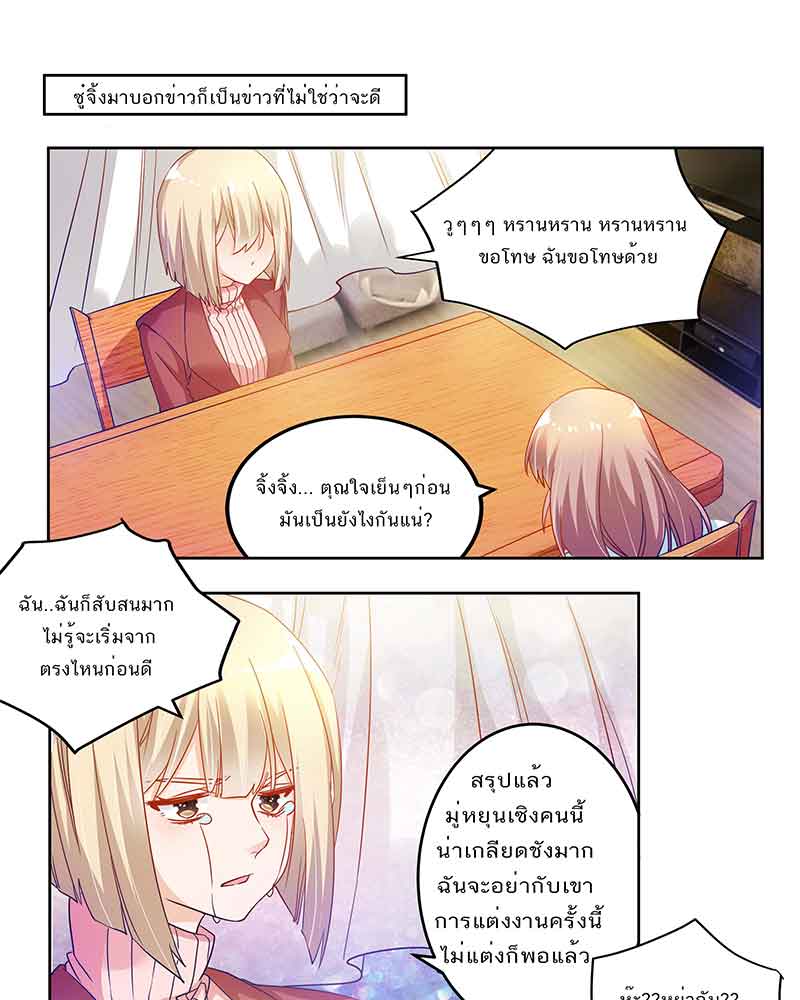 ซู๋จิ้งมาบอกข่าวก็เป็นข่าวที่ไม่ใช่ว่าจะดี
วูๆๆๆ หรานหราน หรานหราน
ขอโทษ ฉันขอโทษด้วย
จิ้งจิ้ง... ตุณใจเย็นๆก่อน
มันเป็นยังไงกันแน่?
ฉัน..ฉันก็สับสนมาก
ไม่รู้จะเริ่มจาก
ตรงไหนก่อนดี
สรุปแล้ว
มู่หยุนเชิงคนนี้
น่าเกลียดชังมาก
ฉันจะอย่ากับเขา
การแต่งงานครั้งนี้
ไม่แต่งก็พอแล้ว
หะ??หย่ากัน??